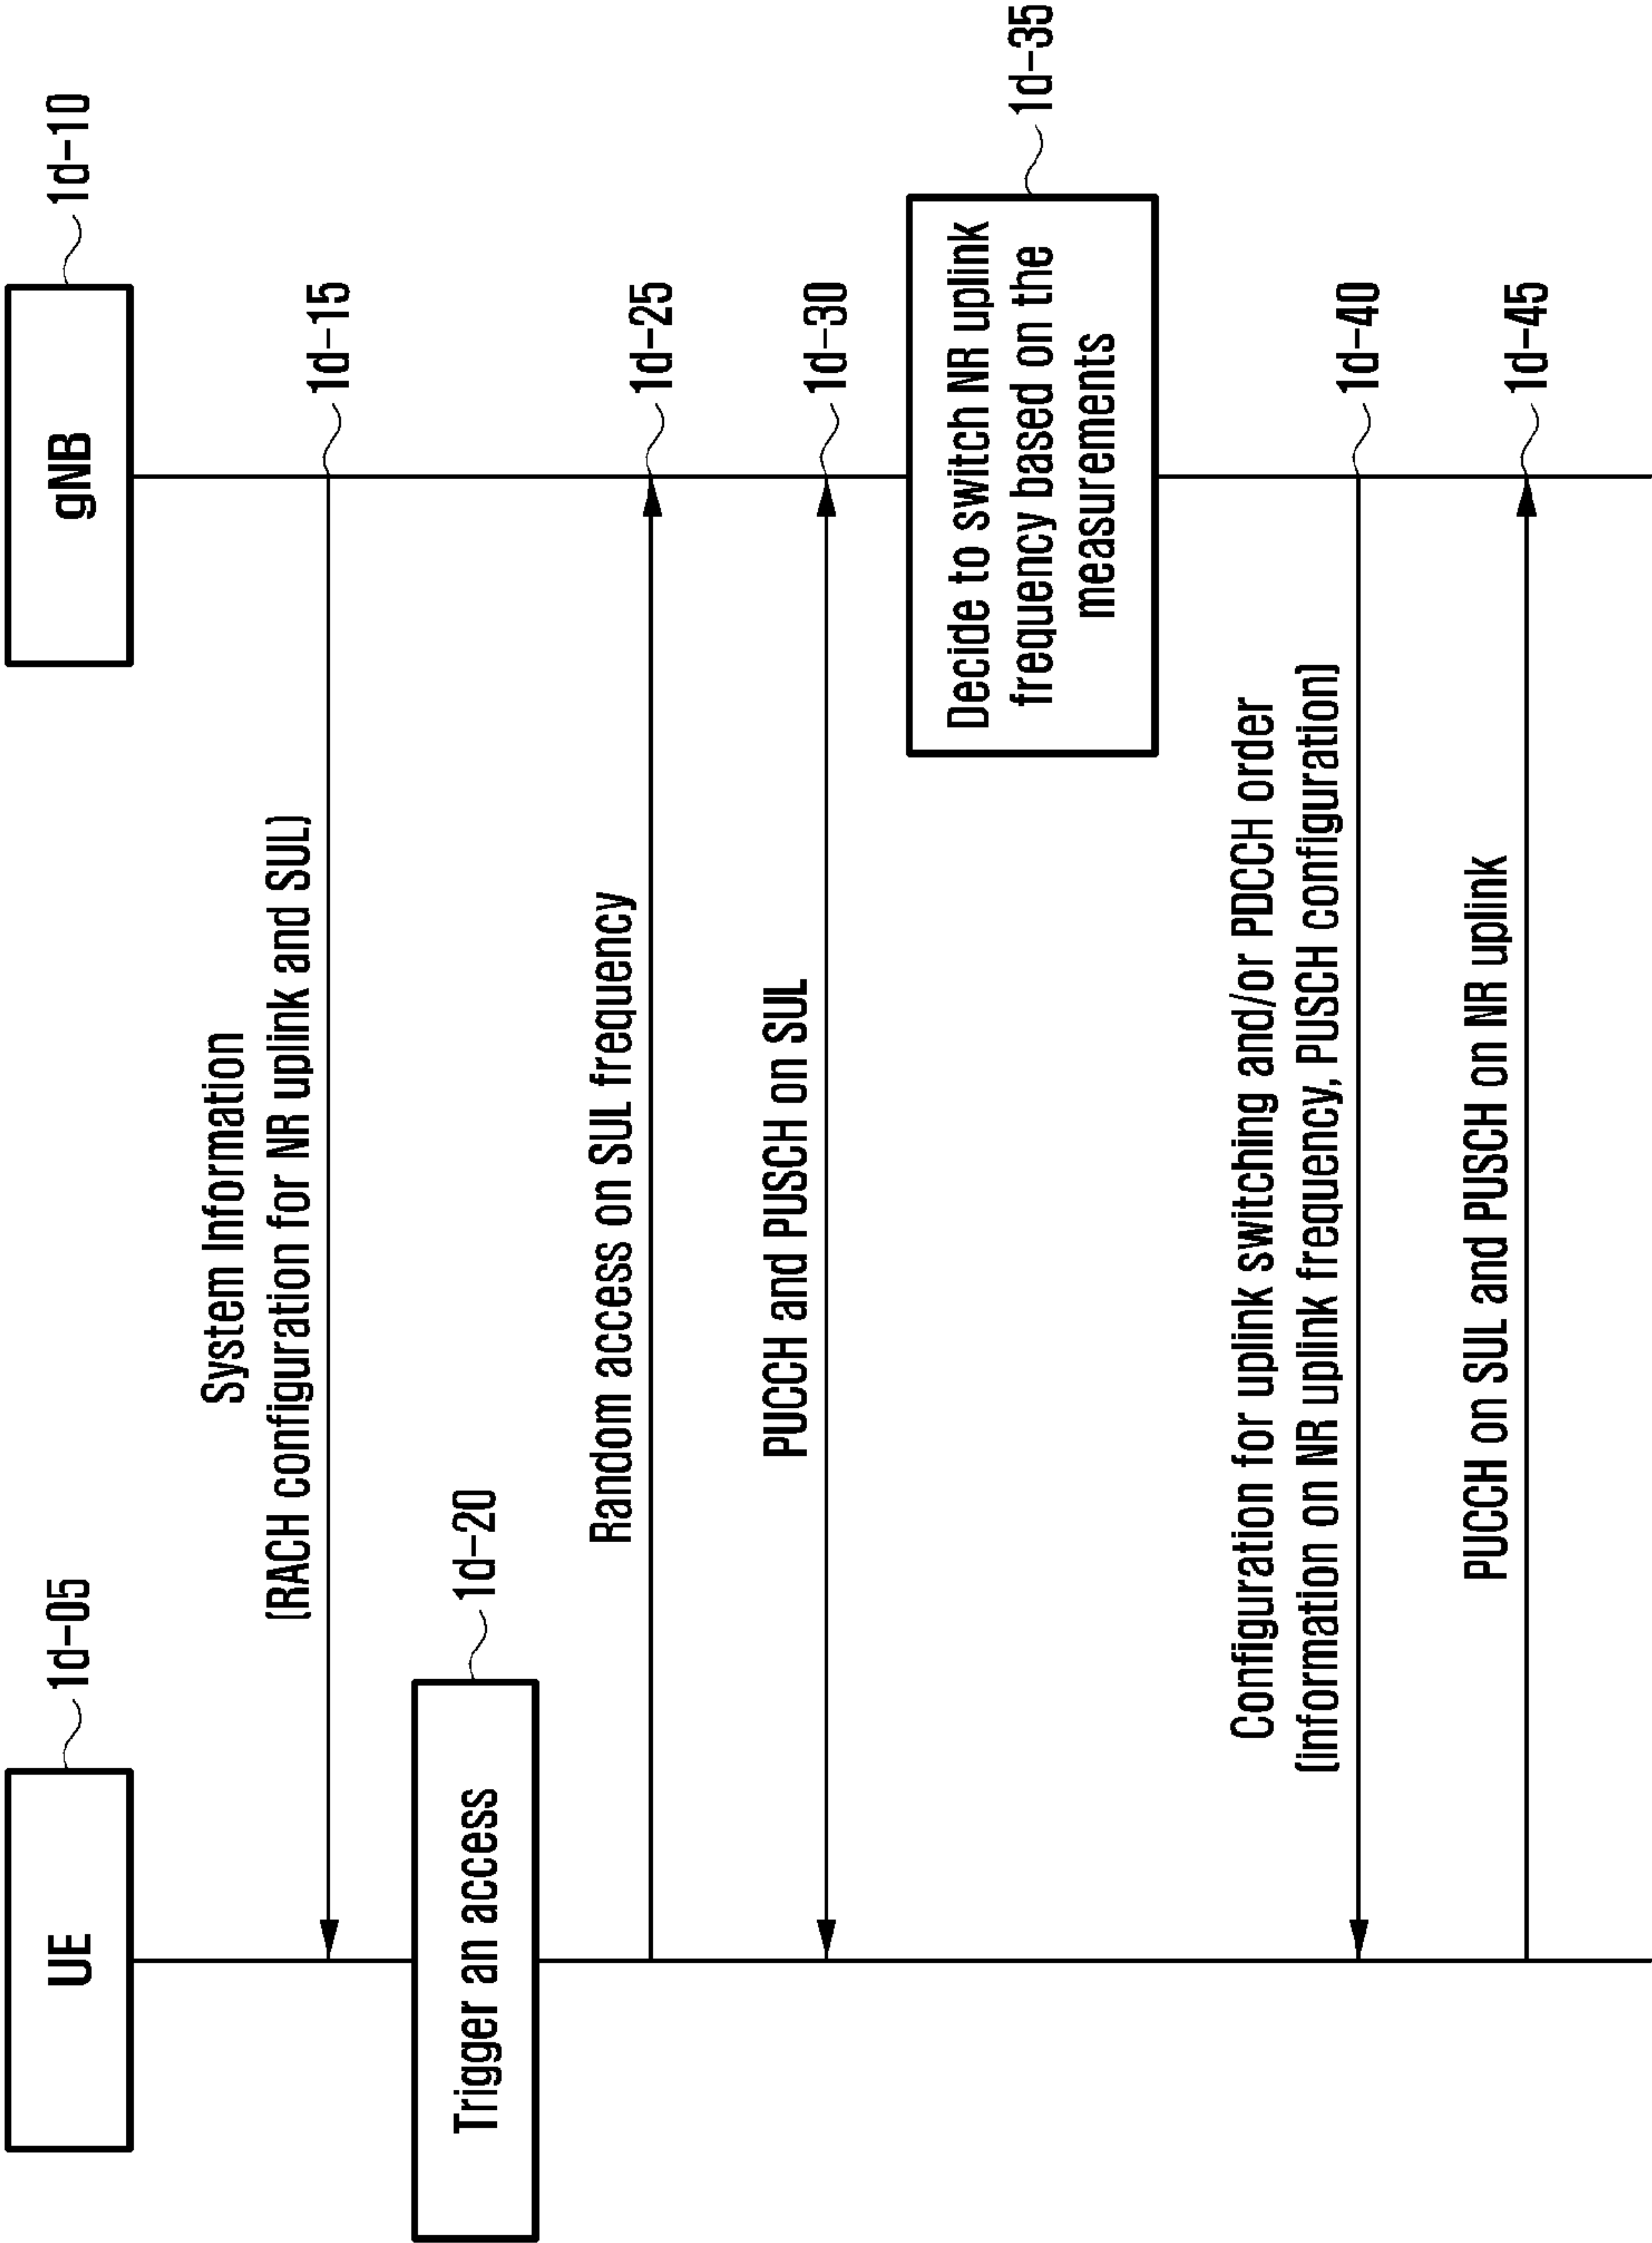 UE
1d-05
gNB
1d-10
System Information
(RACH configuration for NR uplink and SUL)
1d-15
Trigger an access
1d-20
Random access on SUL frequency
1d-25
PUCCH and PUSCH on SUL
1d-30
Decide to switch NR uplink
frequency based on the
measurements
1d-35
Configuration for uplink switching and/or PDCCH order
(information on NR uplink frequency, PUSCH configuration)
1d-40
PUCCH on SUL and PUSCH on NR uplink
1d-45